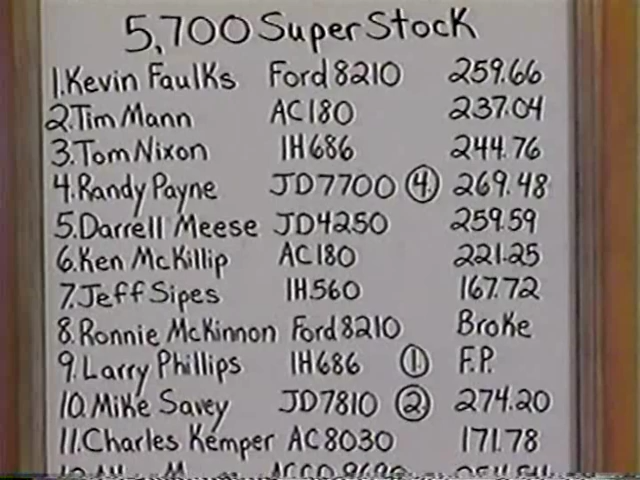 5,700 Super Stock
1. Kevin Faulks Ford 8210 259.66
2. Tim Mann AC180 237.04
3. Tom Nixon IH686 244.76
4. Randy Payne JD7700 4 269.48
5. Darrell Meese JD4250 259.59
6. Ken McKillip AC180 221.25
7. Jeff Sipes IH560 167.72
8. Ronnie McKinnon Ford 8210 Broke
9. Larry Phillips IH686 1 F.P.
10. Mike Savey JD7810 2 274.20
11. Charles Kemper AC8030 171.78